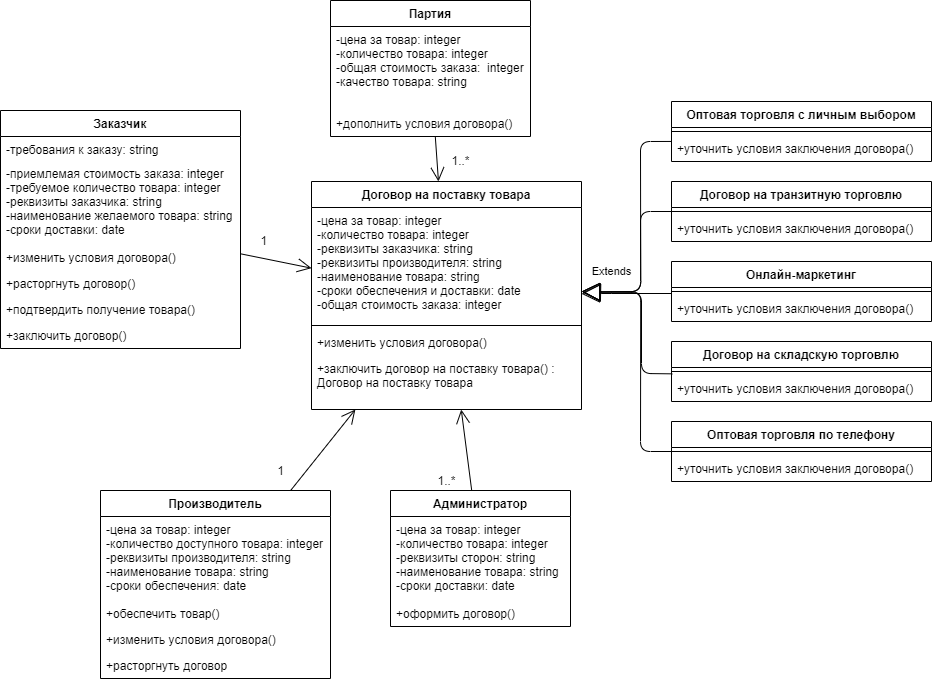 Партия
-цена за товар: integer
-количество товара: integer
-общая стоимость заказа: integer
-качество товара: string
+дополнить условия договора()
1..*
Заказчик
-требования к заказу: string
-приемлемая стоимость заказа: integer
-требуемое количество товара: integer
-реквизиты заказчика: string
-наименование желаемого товара: string
-сроки доставки: date
+изменить условия договора()
+расторгнуть договор()
+подтвердить получение товара()
+заключить договор()
1
Договор на поставку товара
-цена за товар: integer
-количество товара: integer
-реквизиты заказчика: string
-реквизиты производителя: string
-наименование товара: string
-сроки обеспечения и доставки: date
-общая стоимость заказа: integer
+изменить условия договора()
+заключить договор на поставку товара() :
Договор на поставку товара
Extends
Оптовая торговля с личным выбором
+уточнить условия заключения договора()
Договор на транзитную торговлю
+уточнить условия заключения договора()
Онлайн-маркетинг
+уточнить условия заключения договора()
Договор на складскую торговлю
+уточнить условия заключения договора()
Оптовая торговля по телефону
+уточнить условия заключения договора()
1
Производитель
-цена за товар: integer
-количество доступного товара: integer
-реквизиты производителя: string
-наименование товара: string
-сроки обеспечения: date
+обеспечить товар()
+изменить условия договора()
+расторгнуть договор
1..*
Администратор
-цена за товар: integer
-количество товара: integer
-реквизиты сторон: string
-наименование товара: string
-сроки доставки: date
+оформить договор()